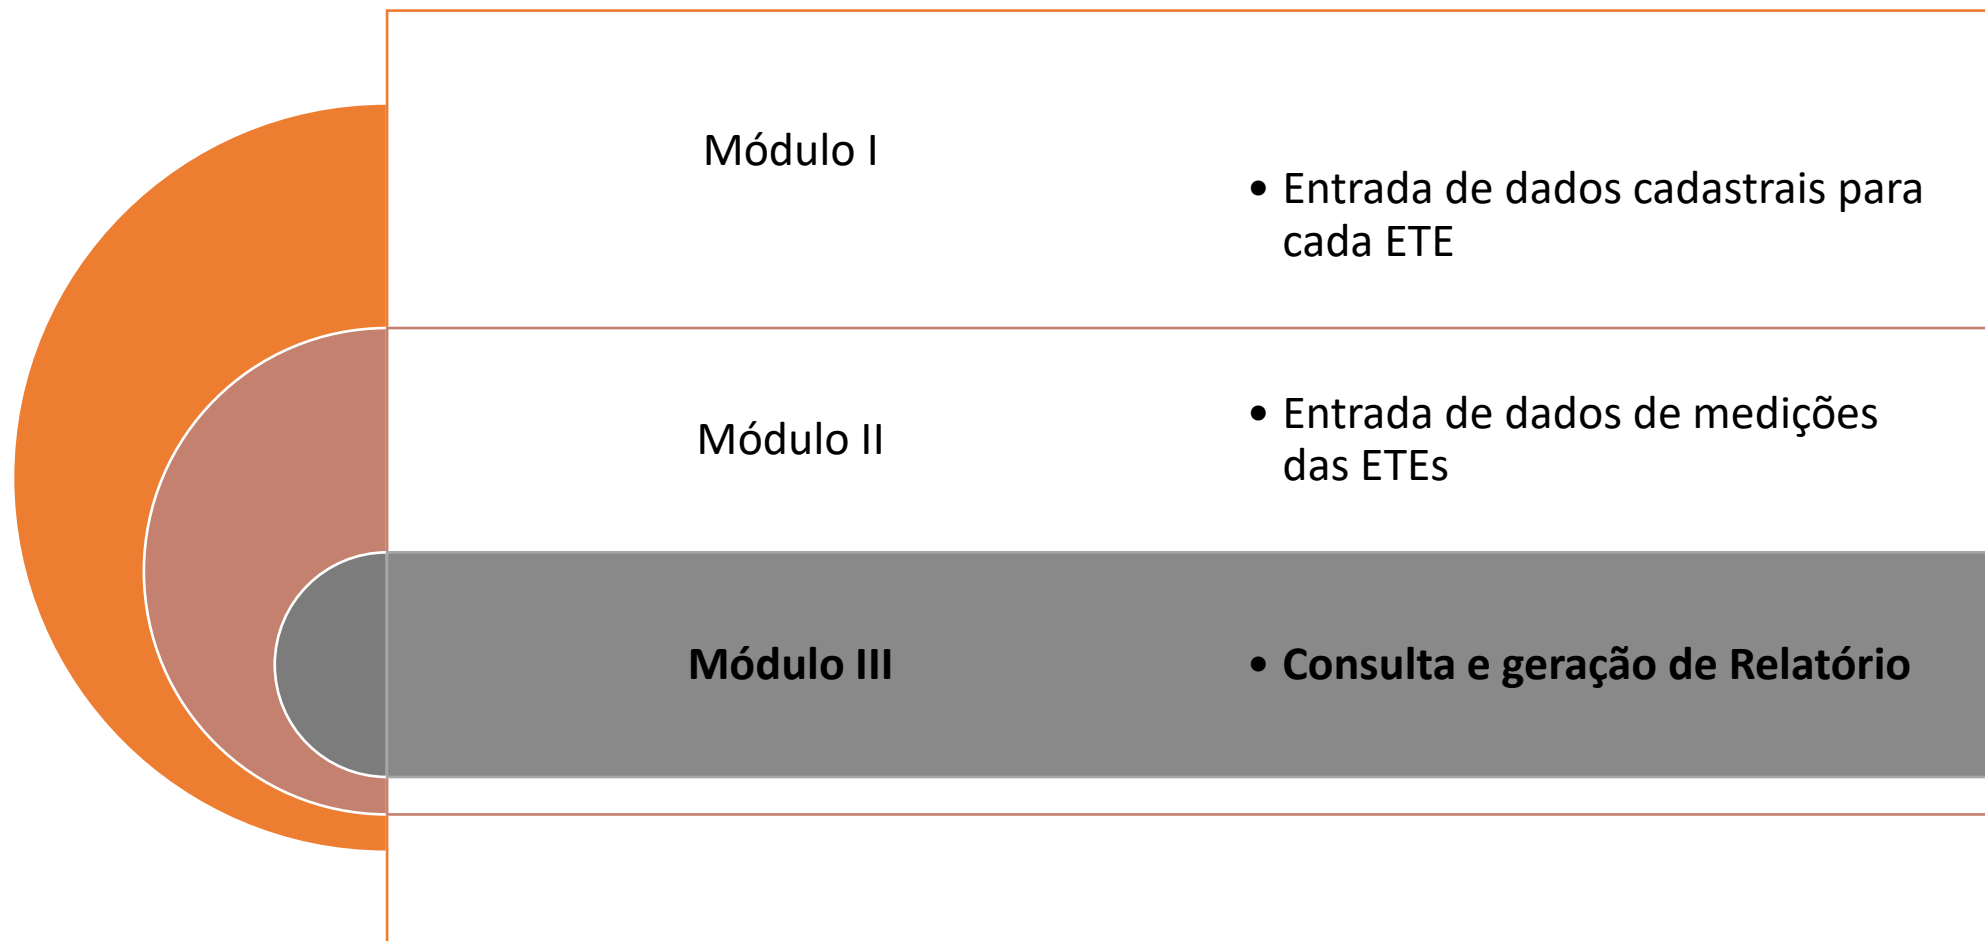 Módulo I
• Entrada de dados cadastrais para
cada ETE
Módulo II
• Entrada de dados de medições
das ETEs
Módulo III
• Consulta e geração de Relatório